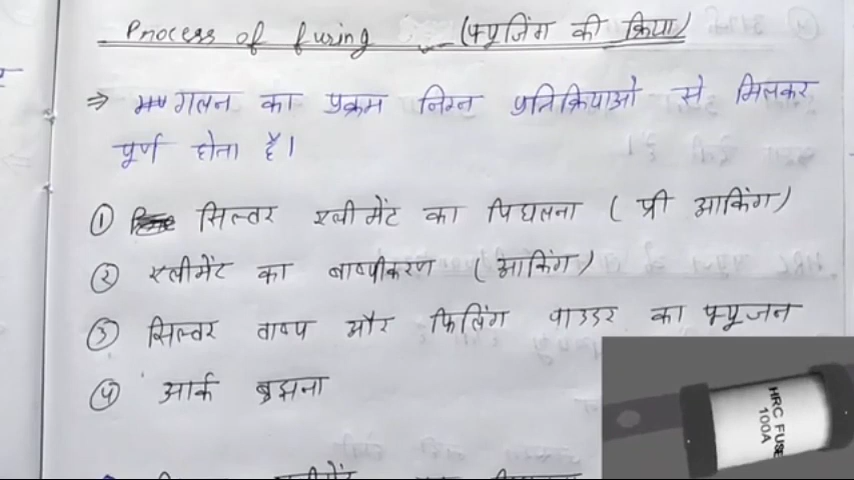 Process of fusing (फ्यूजिंग की क्रिया)
⇒ गलन का प्रक्रम निम्न प्रतिक्रियाओ से मिलकर
पूर्ण होता है।
① सिल्वर एलीमेंट का पिघलना (प्री आर्किंग)
② एलीमेंट का बाष्पीकरण (आर्किंग)
③ सिल्वर वाष्प और फिलिंग पाउडर का फ्यूजन
④ आर्क बुझना
HRC FUSE
100A